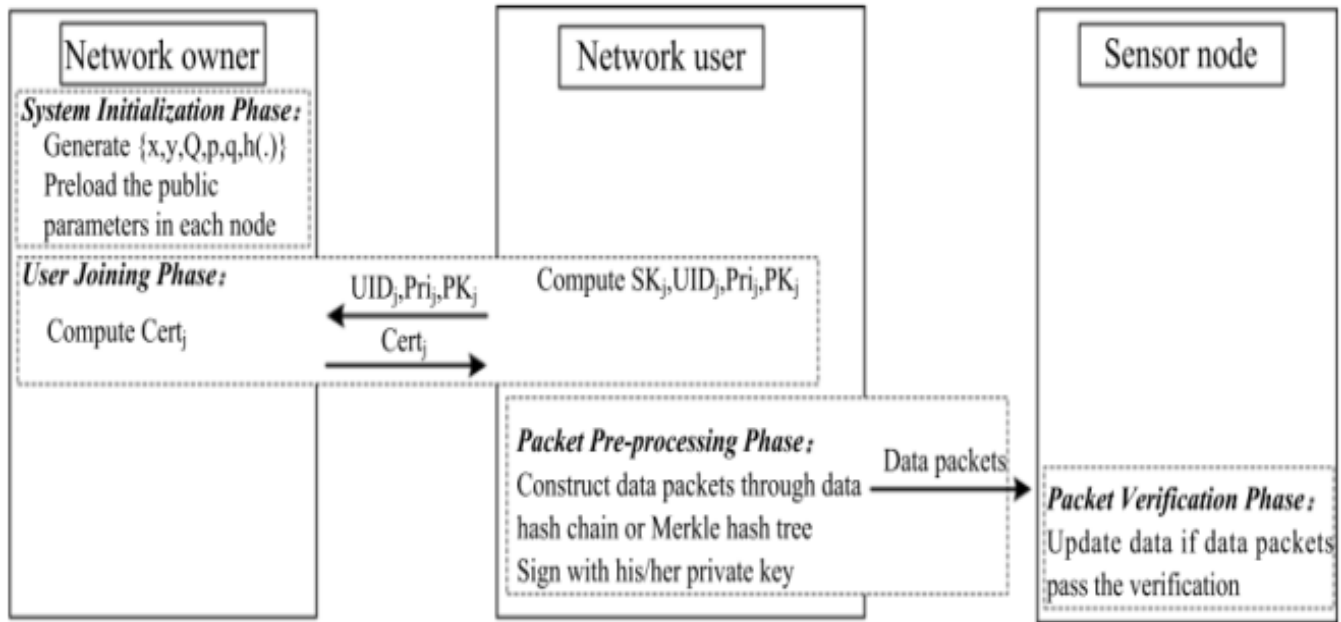 Network owner
Network user
Sensor node
System Initialization Phase:
Generate {x,y,Q,p,q,h(.)}
Preload the public
parameters in each node
User Joining Phase:
UIDj,Prij,PKj
Compute SKj,UIDj,Prij,PKj
Compute Certj
Certj
Packet Pre-processing Phase:
Construct data packets through data
hash chain or Merkle hash tree
Sign with his/her private key
Data packets
Packet Verification Phase:
Update data if data packets
pass the verification